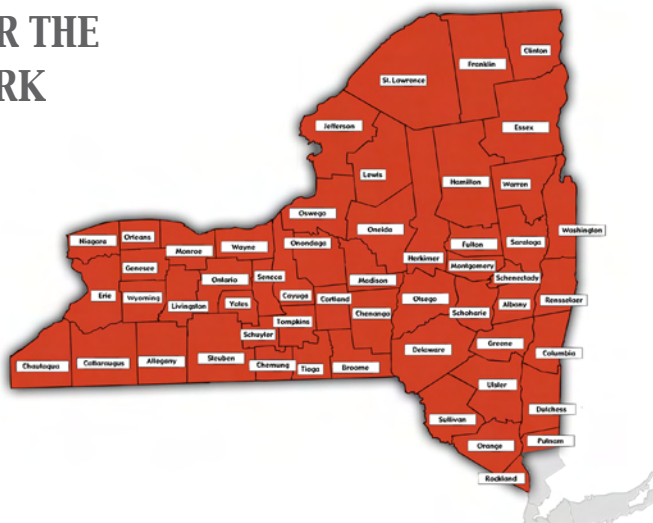 R THE
RK
Clinton
Franklin
St. Lawrence
Jefferson
Essex
Lewis
Hamilton
Warren
Oswego
Oneida
Washington
Niagara
Orleans
Monroe
Wayne
Onondaga
Fulton
Saratoga
Herkimer
Montgomery
Genesee
Ontario
Seneca
Madison
Schenectady
Erie
Wyoming
Livingston
Yates
Cayuga
Cortland
Chenango
Otsego
Schoharie
Albany
Rensselaer
Tompkins
Schuyler
Greene
Columbia
Delaware
Chautauqua
Cattaraugus
Allegany
Steuben
Chemung
Tioga
Broome
Ulster
Sullivan
Dutchess
Orange
Putnam
Rockland